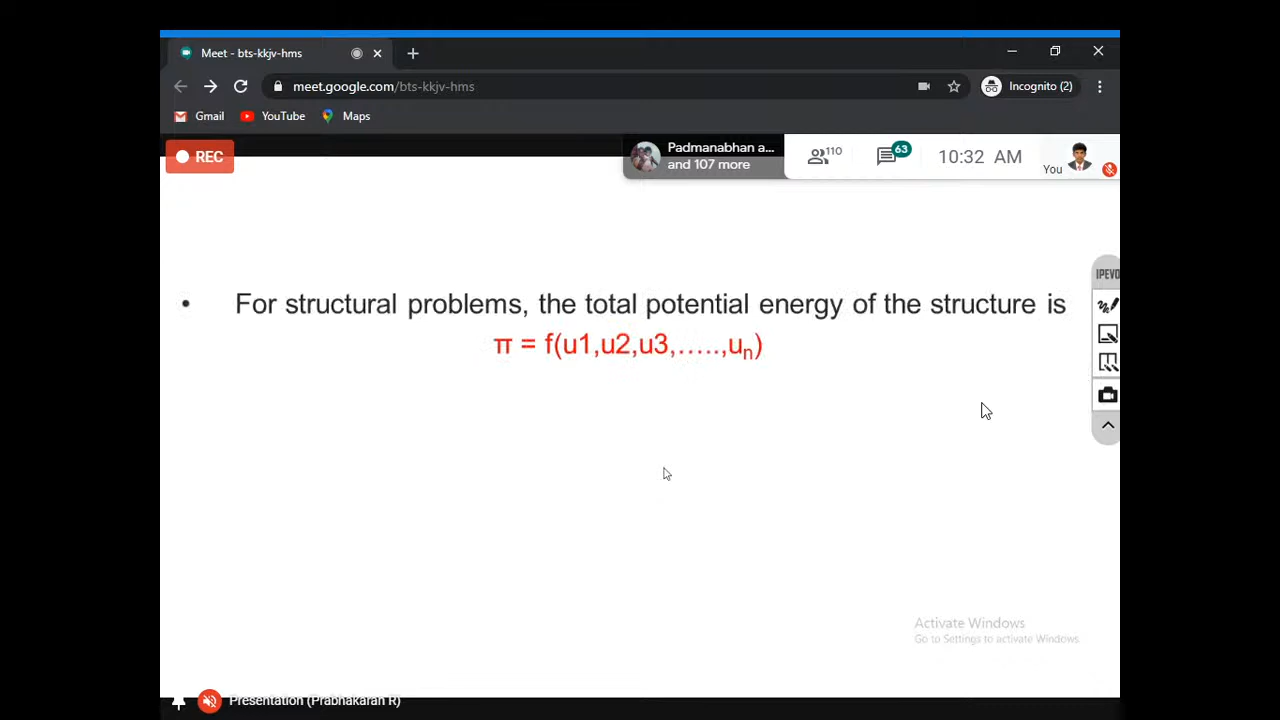 Meet - bts-kkjv-hms
meet.google.com/bts-kkjv-hms
Incognito (2)
Gmail
YouTube
Maps
REC
Padmanabhan a...
and 107 more
110
63
10:32 AM
You
IPEVO
• For structural problems, the total potential energy of the structure is
π = f(u1,u2,u3,…..,uₙ)
Activate Windows
Go to Settings to activate Windows.
Presentation (Prabhakaran R)